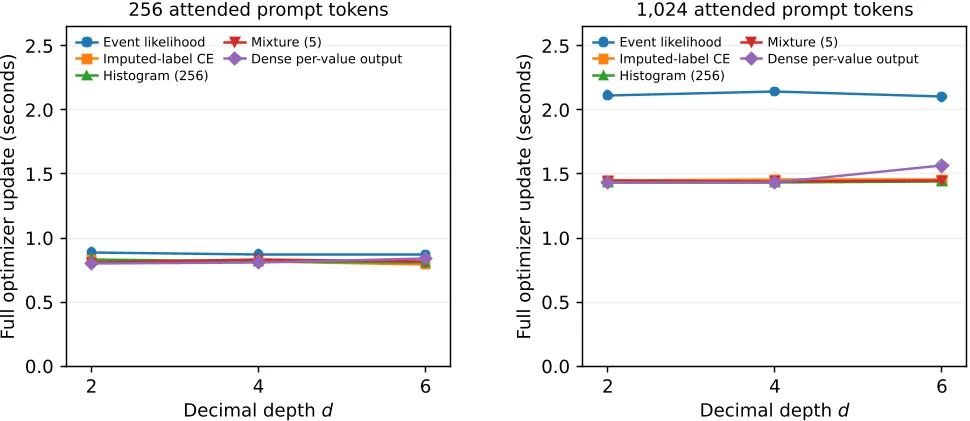 256 attended prompt tokens
Full optimizer update (seconds)
2.5
2.0
1.5
1.0
0.5
0.0
Event likelihood
Imputed-label CE
Histogram (256)
Mixture (5)
Dense per-value output
2 4 6
Decimal depth d
1,024 attended prompt tokens
Full optimizer update (seconds)
2.5
2.0
1.5
1.0
0.5
0.0
Event likelihood
Imputed-label CE
Histogram (256)
Mixture (5)
Dense per-value output
2 4 6
Decimal depth d